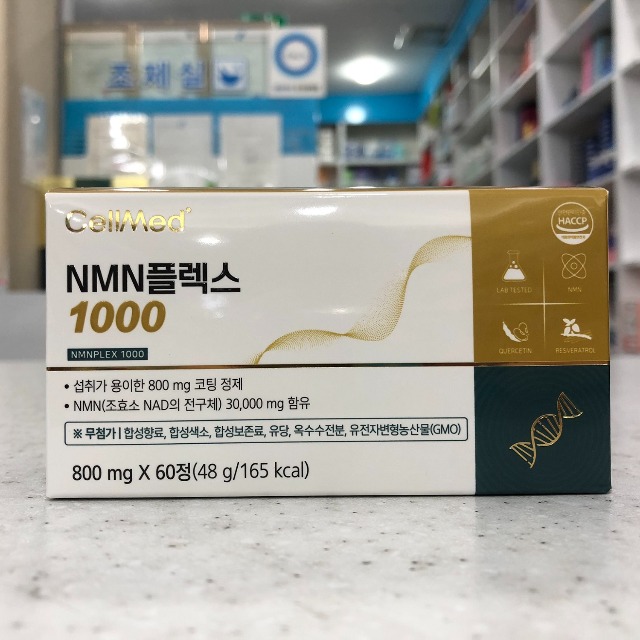 조제실
CellMed
HACCP
NMN플렉스
1000
NMNPLEX 1000
LAB TESTED
NMN
QUERCETIN
RESVERATROL
• 섭취가 용이한 800 mg 코팅 정제
• NMN(조효소 NAD의 전구체) 30,000 mg 함유
※ 무첨가 | 합성향료, 합성색소, 합성보존료, 유당, 옥수수전분, 유전자변형농산물(GMO)
800 mg X 60정(48 g/165 kcal)